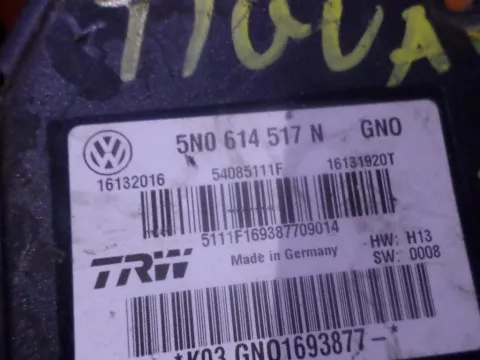 5N0 614 517 N GNO
16132016 54085111F 16131920T
5111F169387709014
TRW Made in Germany HW: H13
SW: 0008
*K03 GNO1693877-*